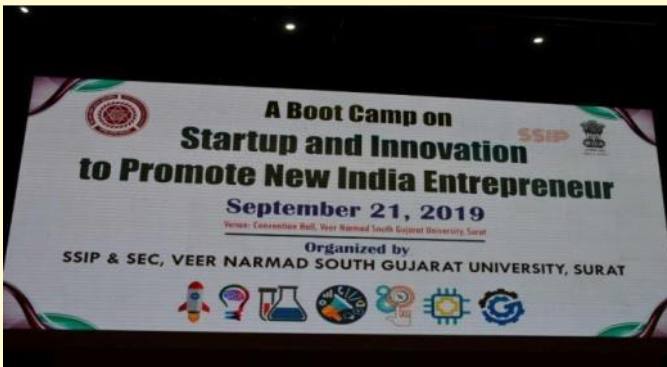 A Boot Camp on
Startup and Innovation
SSIP
to Promote New India Entrepreneur
September 21, 2019
Venue: Convention Hall, Veer Narmad South Gujarat University, Surat
Organized by
SSIP & SEC, VEER NARMAD SOUTH GUJARAT UNIVERSITY, SURAT